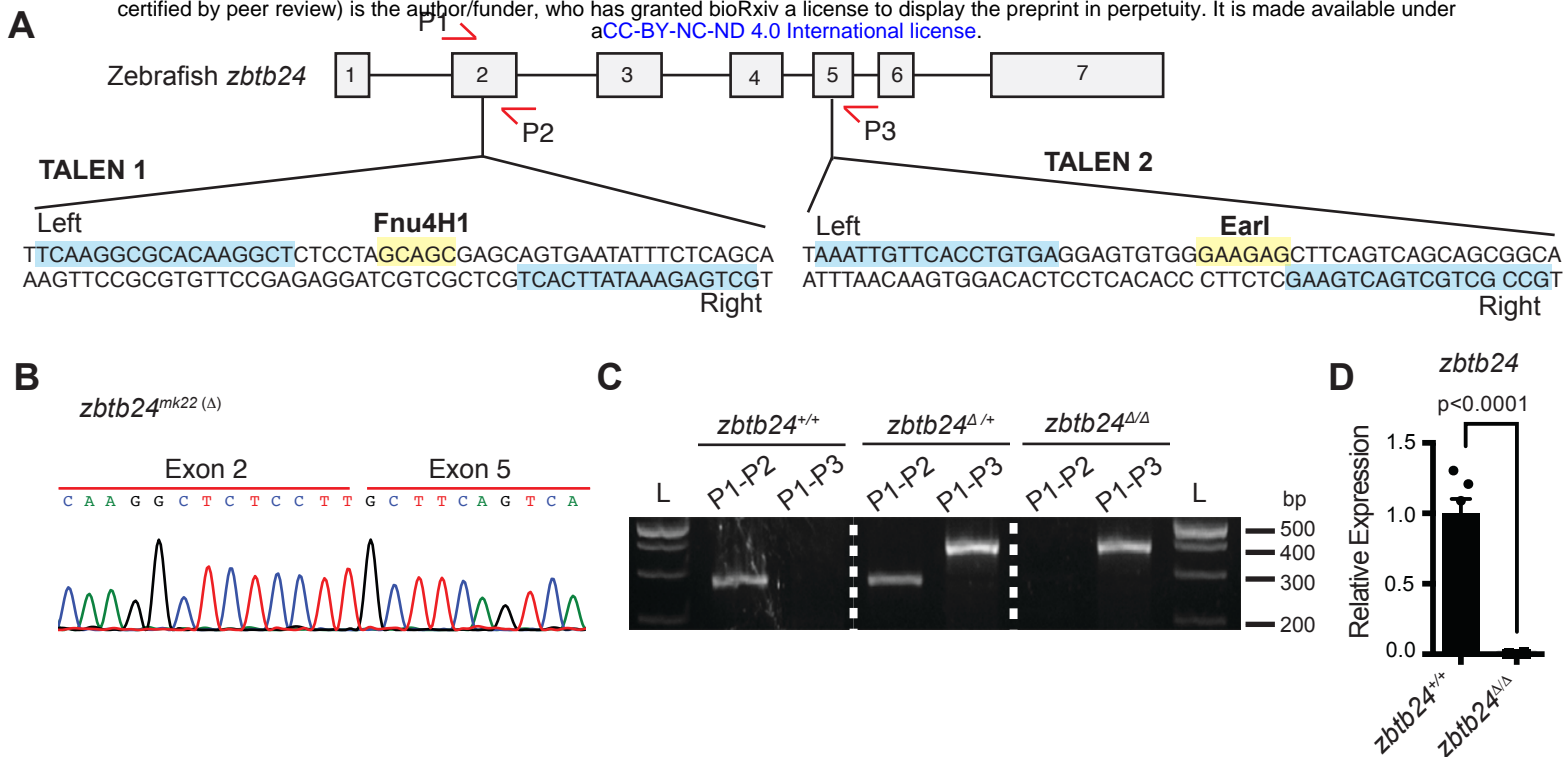 certified by peer review) is the author/funder, who has granted bioRxiv a license to display the preprint in perpetuity. It is made available under
aCC-BY-NC-ND 4.0 International license.
A
P1
Zebrafish zbtb24
1 2 3 4 5 6 7
P2
P3
TALEN 1
TALEN 2
Left
Fnu4H1
TTCAAGGCGCACAAGGCTCTCCTAGCAGCGAGCAGTGAATATTTCTCAGCA
AAGTTCCGCGTGTTCCGAGAGGATCGTCGCTCGTCACTTATAAAGAGTCGT
Right
Left
EarI
TAAATTGTTCACCTGTGAGGAGTGTGGGAAGAGCTTCAGTCAGCAGCGGCA
ATTTAACAAGTGGACACTCCTCACACC CTTCTCGAAGTCAGTCGTCG CCGT
Right
B
zbtb24mk22 (Δ)
Exon 2 Exon 5
C A A G G C T C T C C T T G C T T C A G T C A
C
zbtb24+/+ zbtb24Δ/+ zbtb24Δ/Δ
L P1-P2 P1-P3 P1-P2 P1-P3 P1-P2 P1-P3 L bp
500
400
300
200
D
zbtb24
p<0.0001
Relative Expression
1.5
1.0
0.5
0.0
zbtb24+/+
zbtb24Δ/Δ